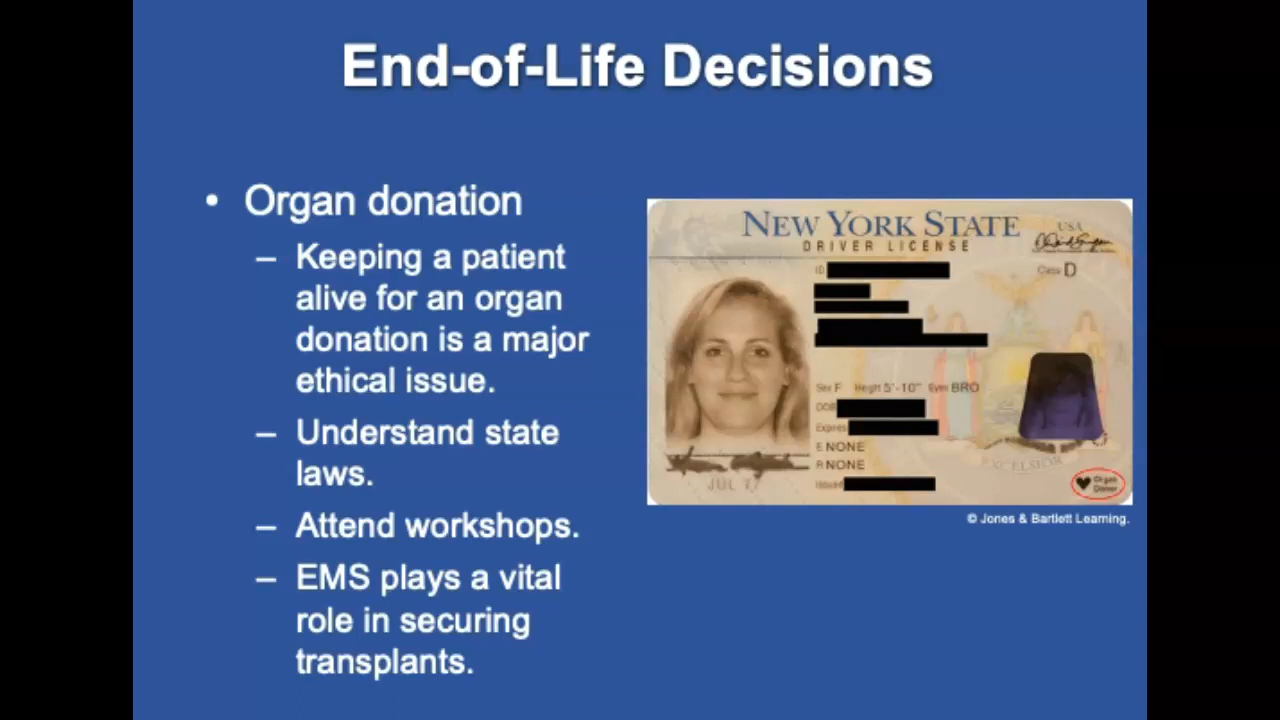 End-of-Life Decisions
• Organ donation
– Keeping a patient
alive for an organ
donation is a major
ethical issue.
– Understand state
laws.
– Attend workshops.
– EMS plays a vital
role in securing
transplants.
NEW YORK STATE
USA
DRIVER LICENSE
ID
Class D
Sex F Height 5'-10" Eyes BRO
DOB
Expires
E NONE
R NONE
Issued
JUL 17
EXCELSIOR
Organ
Donor
© Jones & Bartlett Learning.